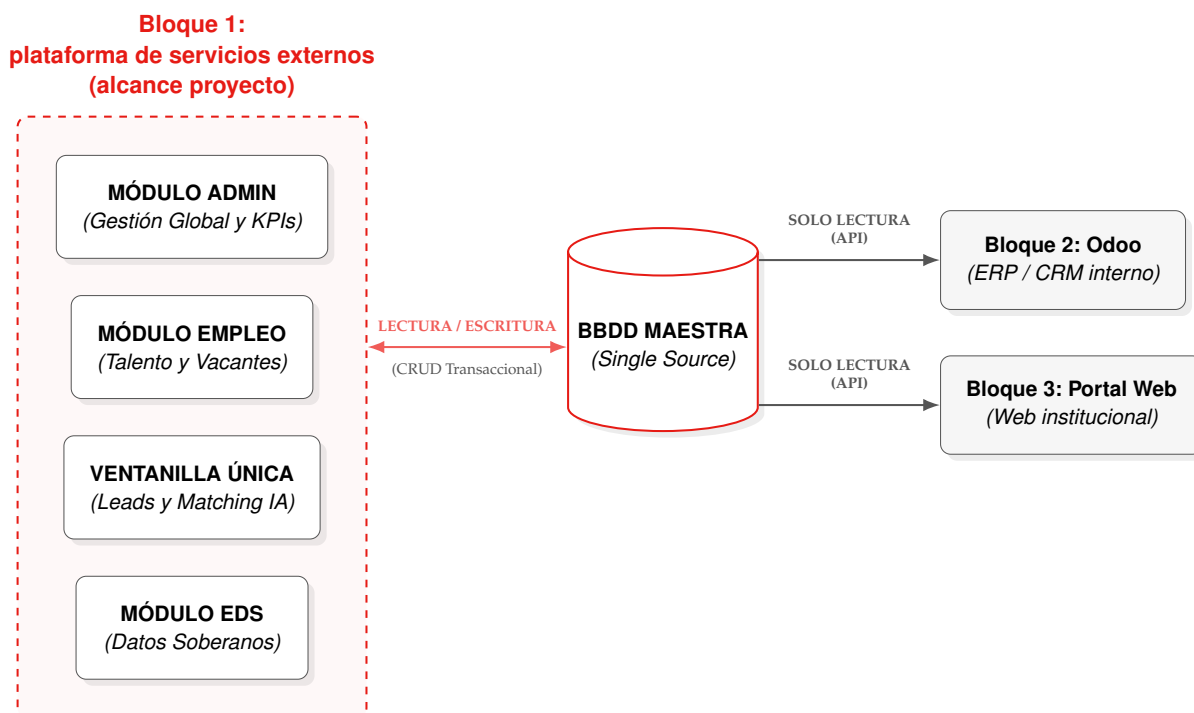 Bloque 1:
plataforma de servicios externos
(alcance proyecto)
MÓDULO ADMIN
(Gestión Global y KPIs)
MÓDULO EMPLEO
(Talento y Vacantes)
VENTANILLA ÚNICA
(Leads y Matching IA)
MÓDULO EDS
(Datos Soberanos)
LECTURA / ESCRITURA
(CRUD Transaccional)
BBDD MAESTRA
(Single Source)
SOLO LECTURA
(API)
Bloque 2: Odoo
(ERP / CRM interno)
SOLO LECTURA
(API)
Bloque 3: Portal Web
(Web institucional)